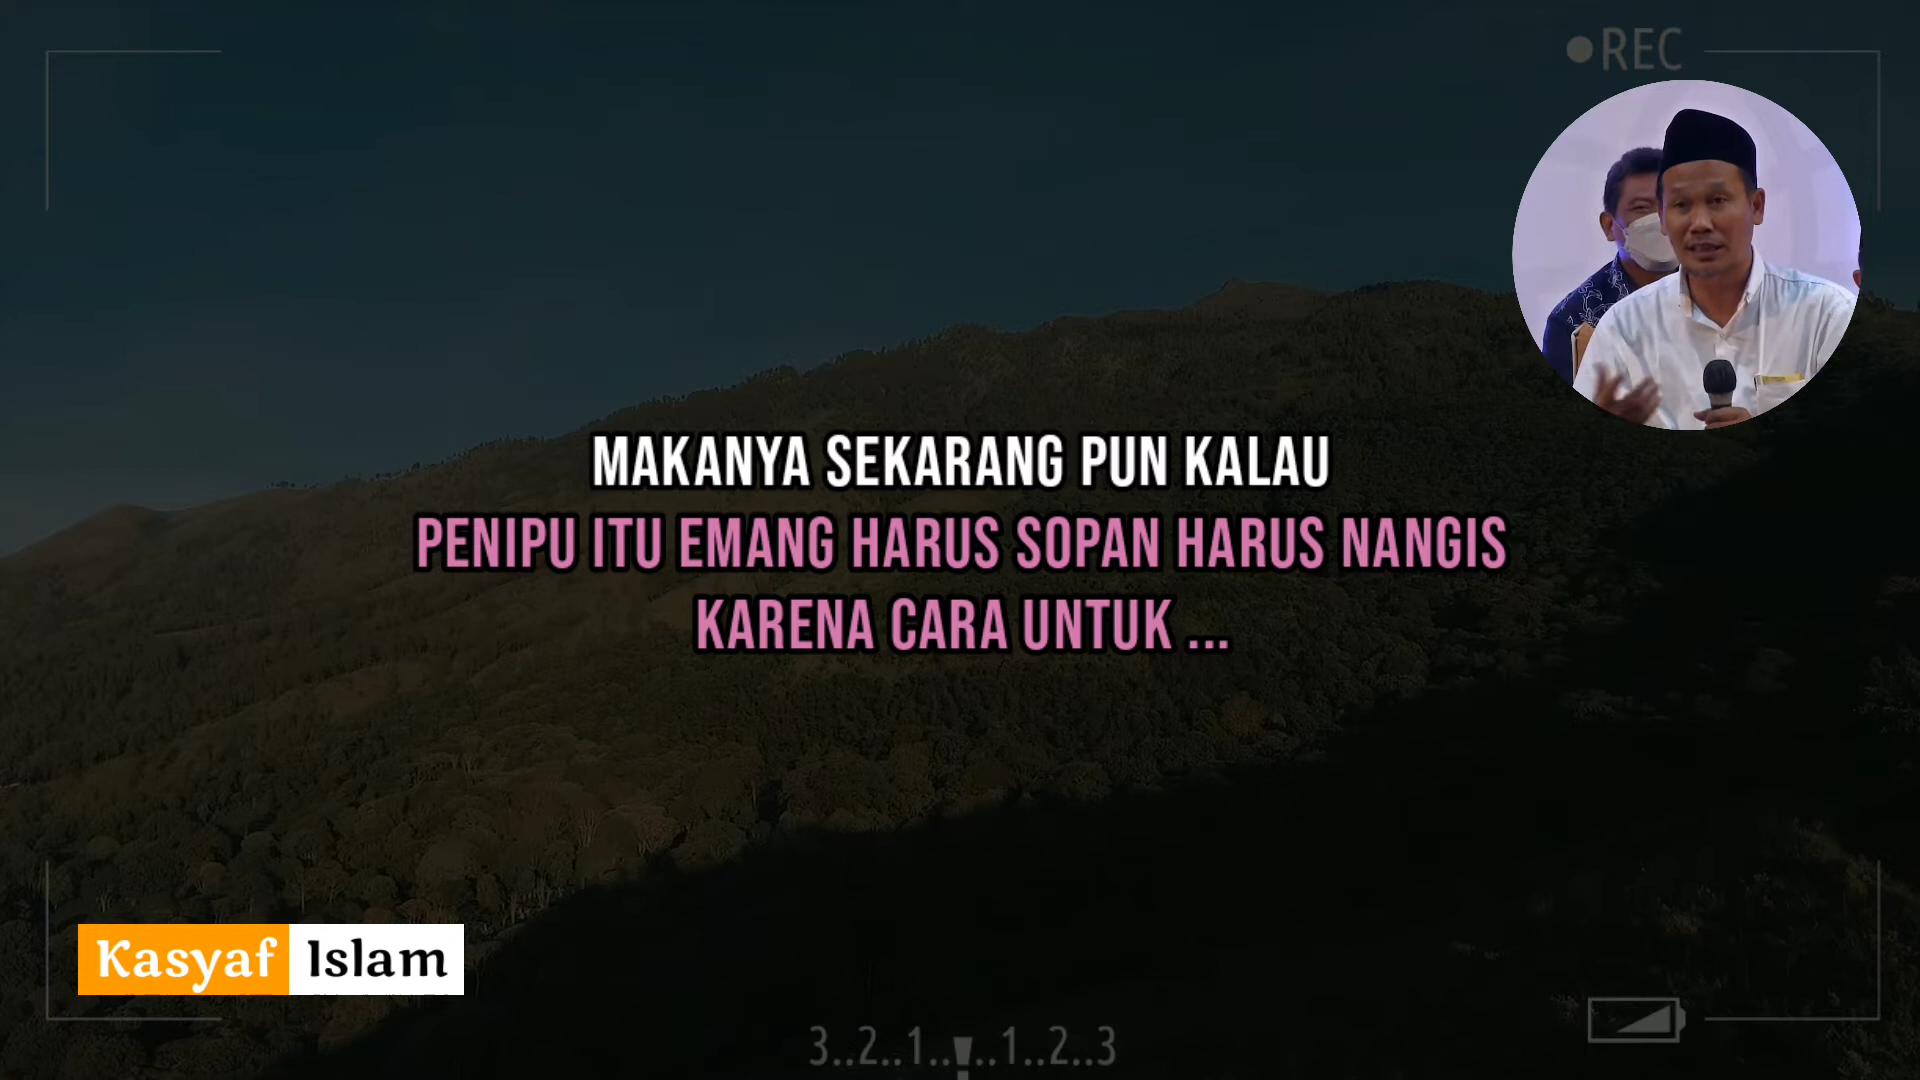 REC
MAKANYA SEKARANG PUN KALAU
PENIPU ITU EMANG HARUS SOPAN HARUS NANGIS
KARENA CARA UNTUK ...
Kasyaf Islam
3..2..1..!..1..2..3